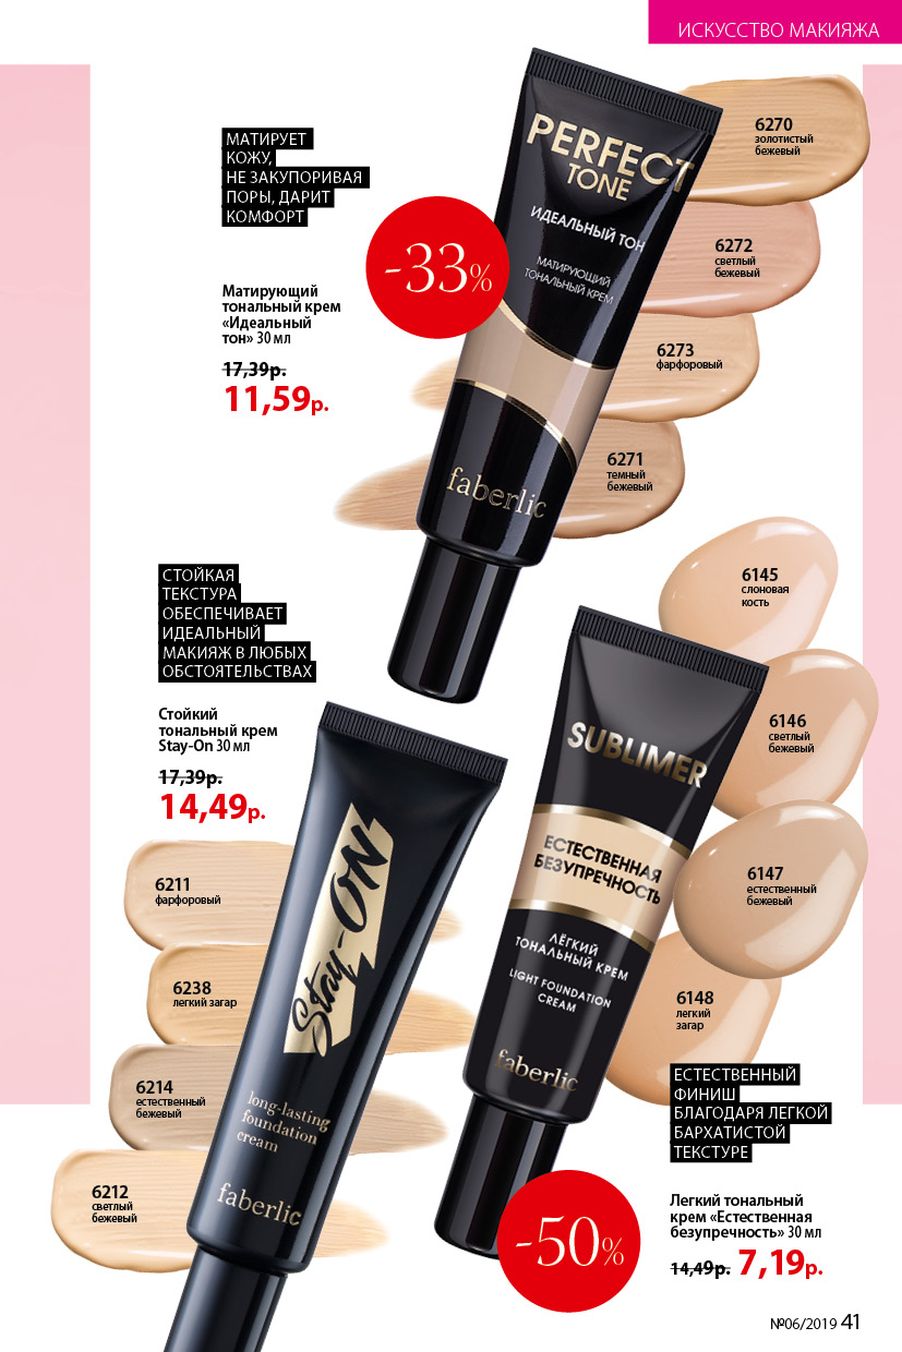 ИСКУССТВО МАКИЯЖА
МАТИРУЕТ
КОЖУ,
НЕ ЗАКУПОРИВАЯ
ПОРЫ, ДАРИТ
КОМФОРТ
-33%
Матирующий
тональный крем
«Идеальный
тон» 30 мл
17,39р.
11,59р.
PERFECT
TONE
ИДЕАЛЬНЫЙ ТОН
МАТИРУЮЩИЙ
ТОНАЛЬНЫЙ КРЕМ
faberlic
6270
золотистый
бежевый
6272
светлый
бежевый
6273
фарфоровый
6271
темный
бежевый
СТОЙКАЯ
ТЕКСТУРА
ОБЕСПЕЧИВАЕТ
ИДЕАЛЬНЫЙ
МАКИЯЖ В ЛЮБЫХ
ОБСТОЯТЕЛЬСТВАХ
Стойкий
тональный крем
Stay-On 30 мл
17,39р.
14,49р.
6211
фарфоровый
6238
легкий загар
6214
естественный
бежевый
6212
светлый
бежевый
Stay-ON
long-lasting
foundation
cream
faberlic
SUBLIMER
ЕСТЕСТВЕННАЯ
БЕЗУПРЕЧНОСТЬ
ЛЁГКИЙ
ТОНАЛЬНЫЙ КРЕМ
LIGHT FOUNDATION
CREAM
faberlic
6145
слоновая
кость
6146
светлый
бежевый
6147
естественный
бежевый
6148
легкий
загар
ЕСТЕСТВЕННЫЙ
ФИНИШ
БЛАГОДАРЯ ЛЕГКОЙ
БАРХАТИСТОЙ
ТЕКСТУРЕ
-50%
Легкий тональный
крем «Естественная
безупречность» 30 мл
14,49р. 7,19р.
№06/2019 41